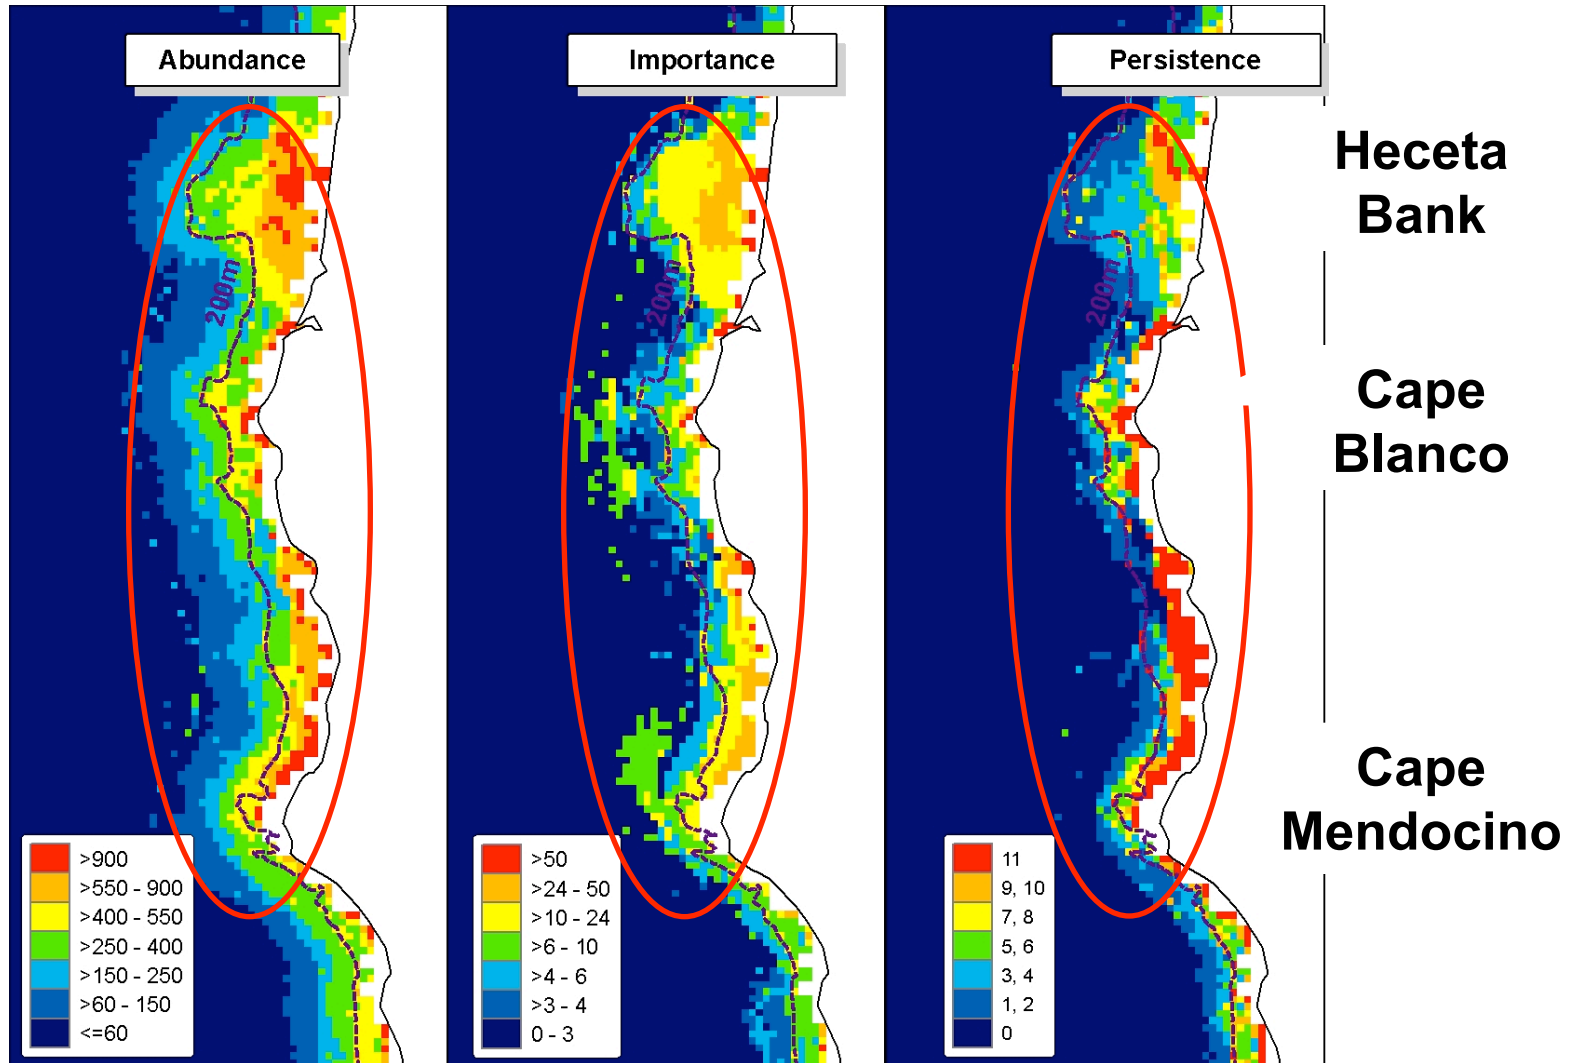 Abundance
Importance
Persistence
Heceta
Bank
200m
200m
200m
Cape
Blanco
Cape
Mendocino
>900
>550 - 900
>400 - 550
>250 - 400
>150 - 250
>60 - 150
<=60
>50
>24 - 50
>10 - 24
>6 - 10
>4 - 6
>3 - 4
0 - 3
11
9, 10
7, 8
5, 6
3, 4
1, 2
0